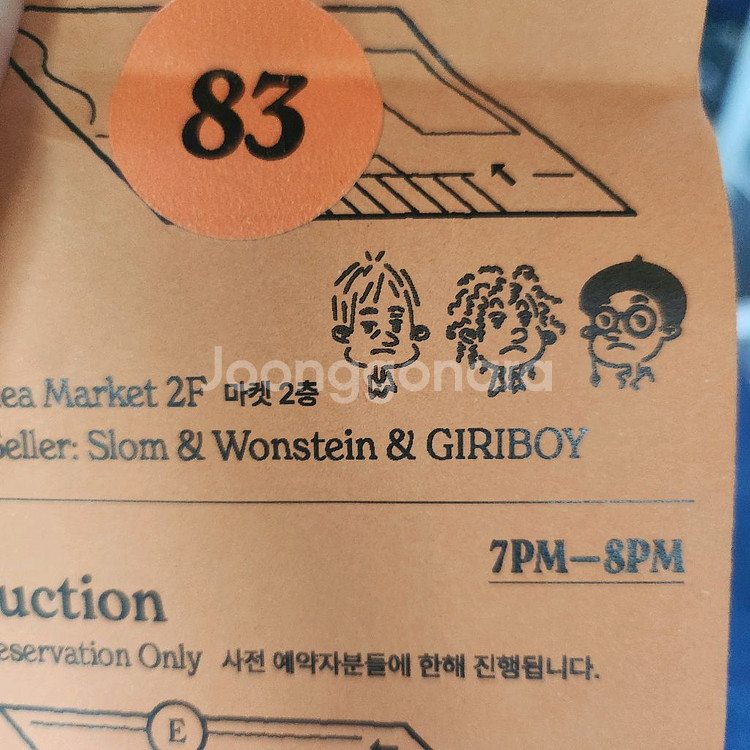 83
Joonggonara
ea Market 2F 마켓 2층
Seller: Slom & Wonstein & GIRIBOY
7PM–8PM
uction
eservation Only 사전 예약자분들에 한해 진행됩니다.
E